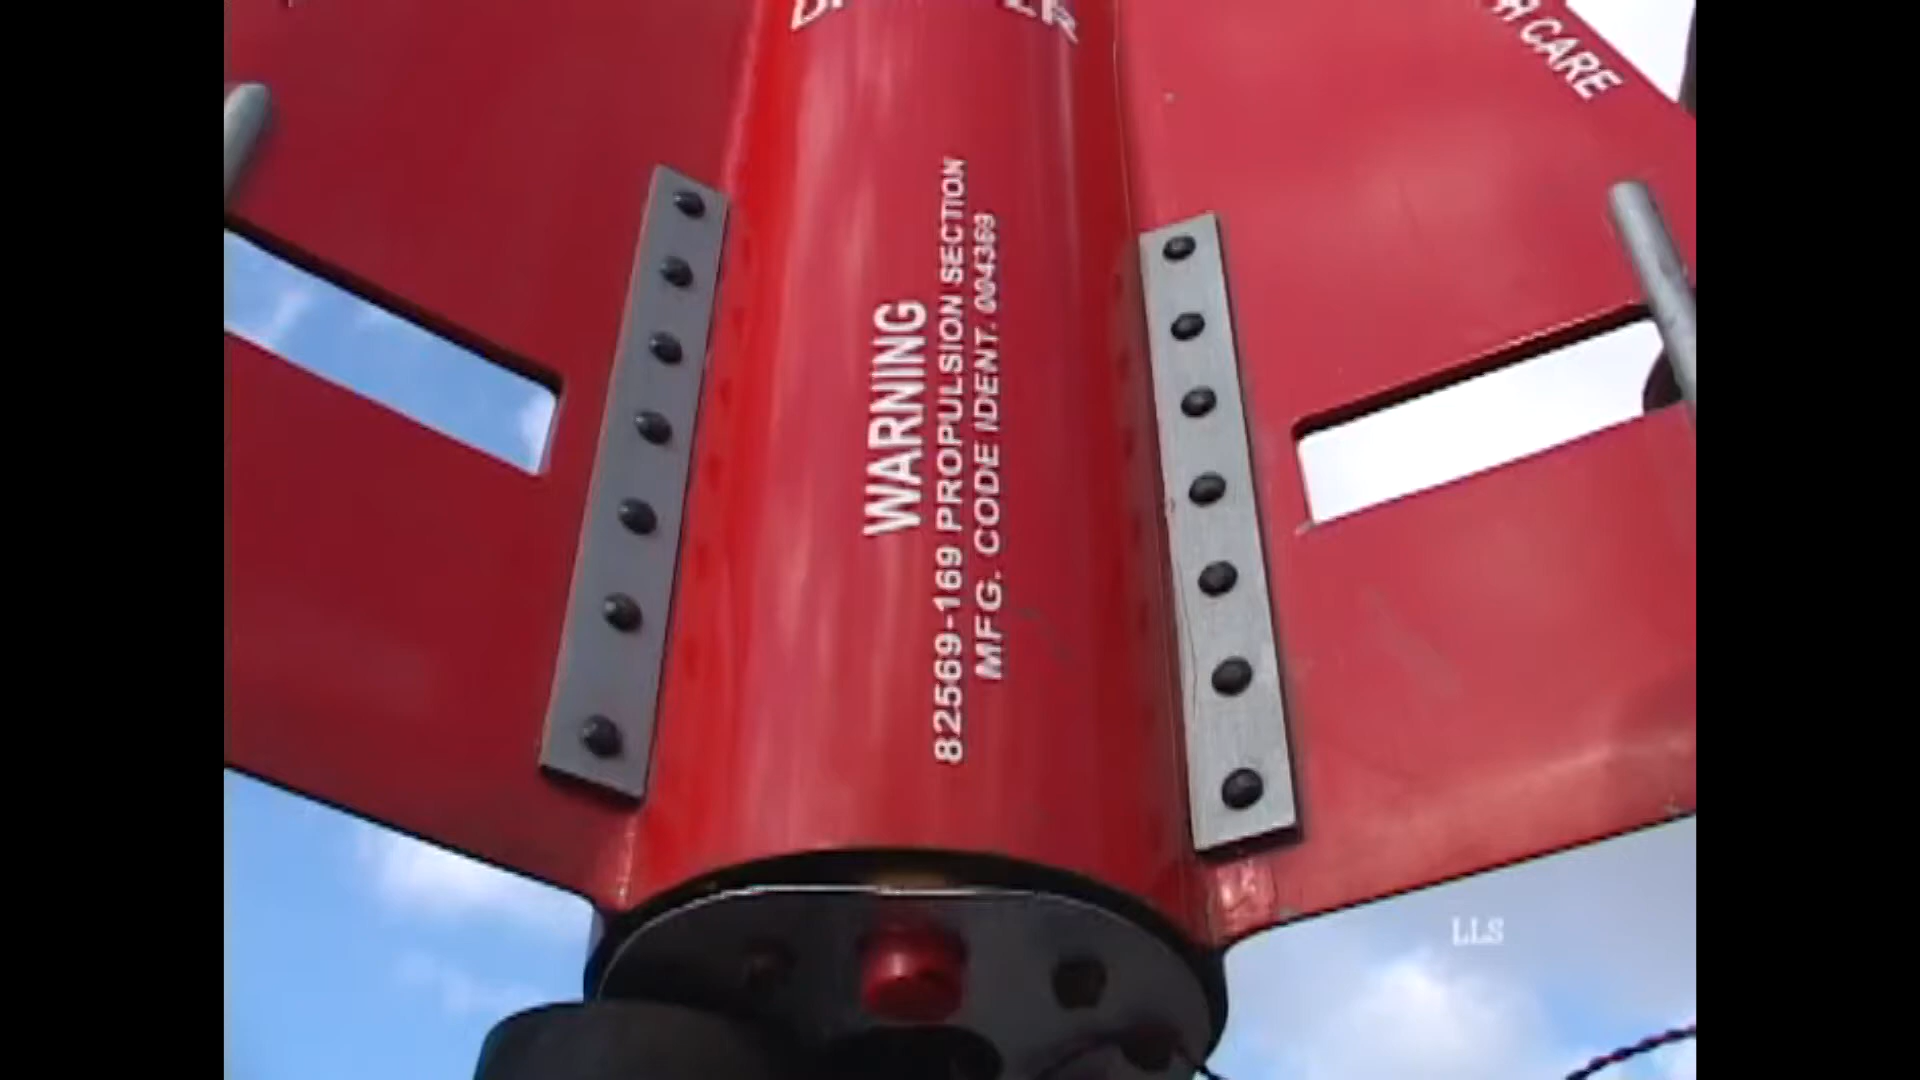 CARE
WARNING
82569-169 PROPULSION SECTION
MFG. CODE IDENT. 004369
LLS